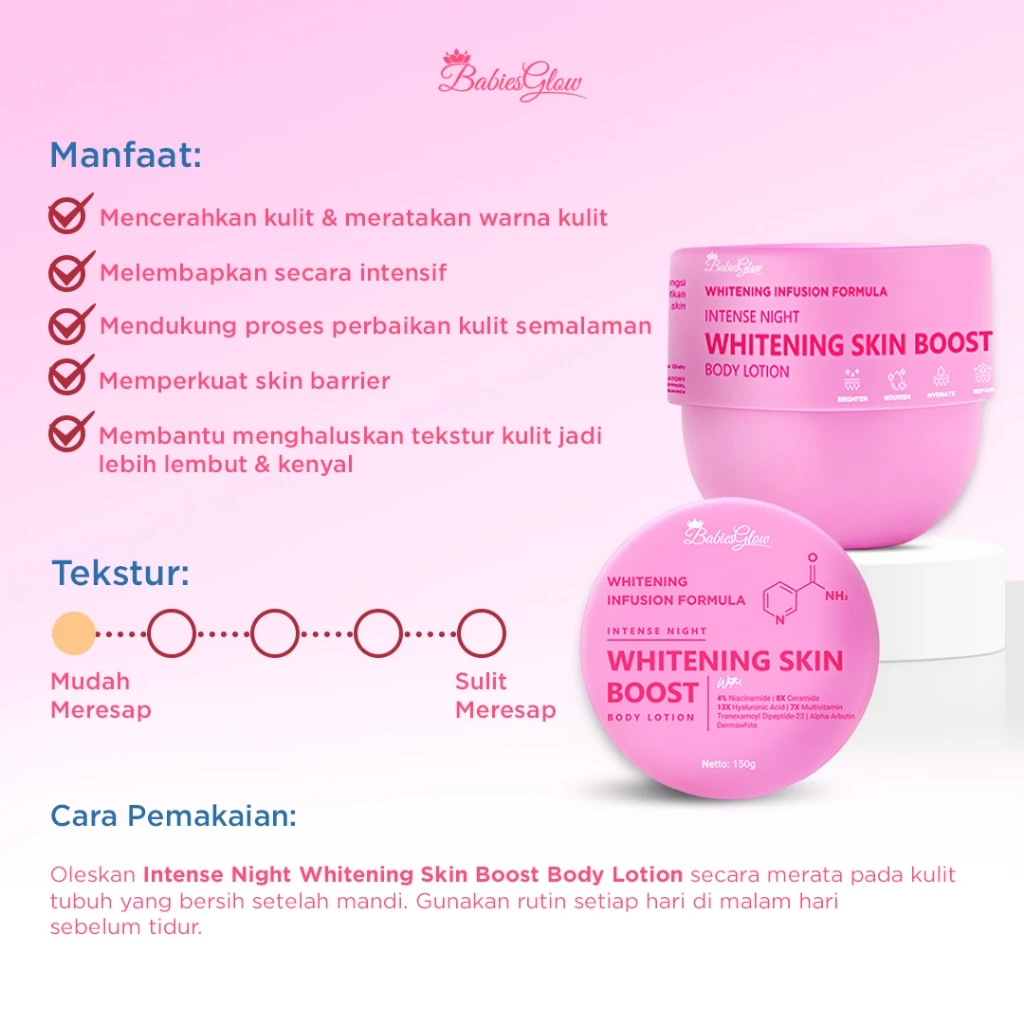 BabiesGlow
Manfaat:
Mencerahkan kulit & meratakan warna kulit
Melembapkan secara intensif
Mendukung proses perbaikan kulit semalaman
Memperkuat skin barrier
Membantu menghaluskan tekstur kulit jadi
lebih lembut & kenyal
BabiesGlow
WHITENING INFUSION FORMULA
INTENSE NIGHT
WHITENING SKIN BOOST
BODY LOTION
BRIGHTEN NOURISH HYDRATE
skin
Tekstur:
Mudah
Meresap
Sulit
Meresap
BabiesGlow
WHITENING
INFUSION FORMULA
O
NH₂
N
INTENSE NIGHT
WHITENING SKIN
BOOST
With:
BODY LOTION
4% Niacinamide | 8X Ceramide
13X Hyaluronic Acid | 7X Multivitamin
Tranexamoyl Dipeptide-23 | Alpha Arbutin
Dermawhite
Netto: 150g
Cara Pemakaian:
Oleskan Intense Night Whitening Skin Boost Body Lotion secara merata pada kulit
tubuh yang bersih setelah mandi. Gunakan rutin setiap hari di malam hari
sebelum tidur.